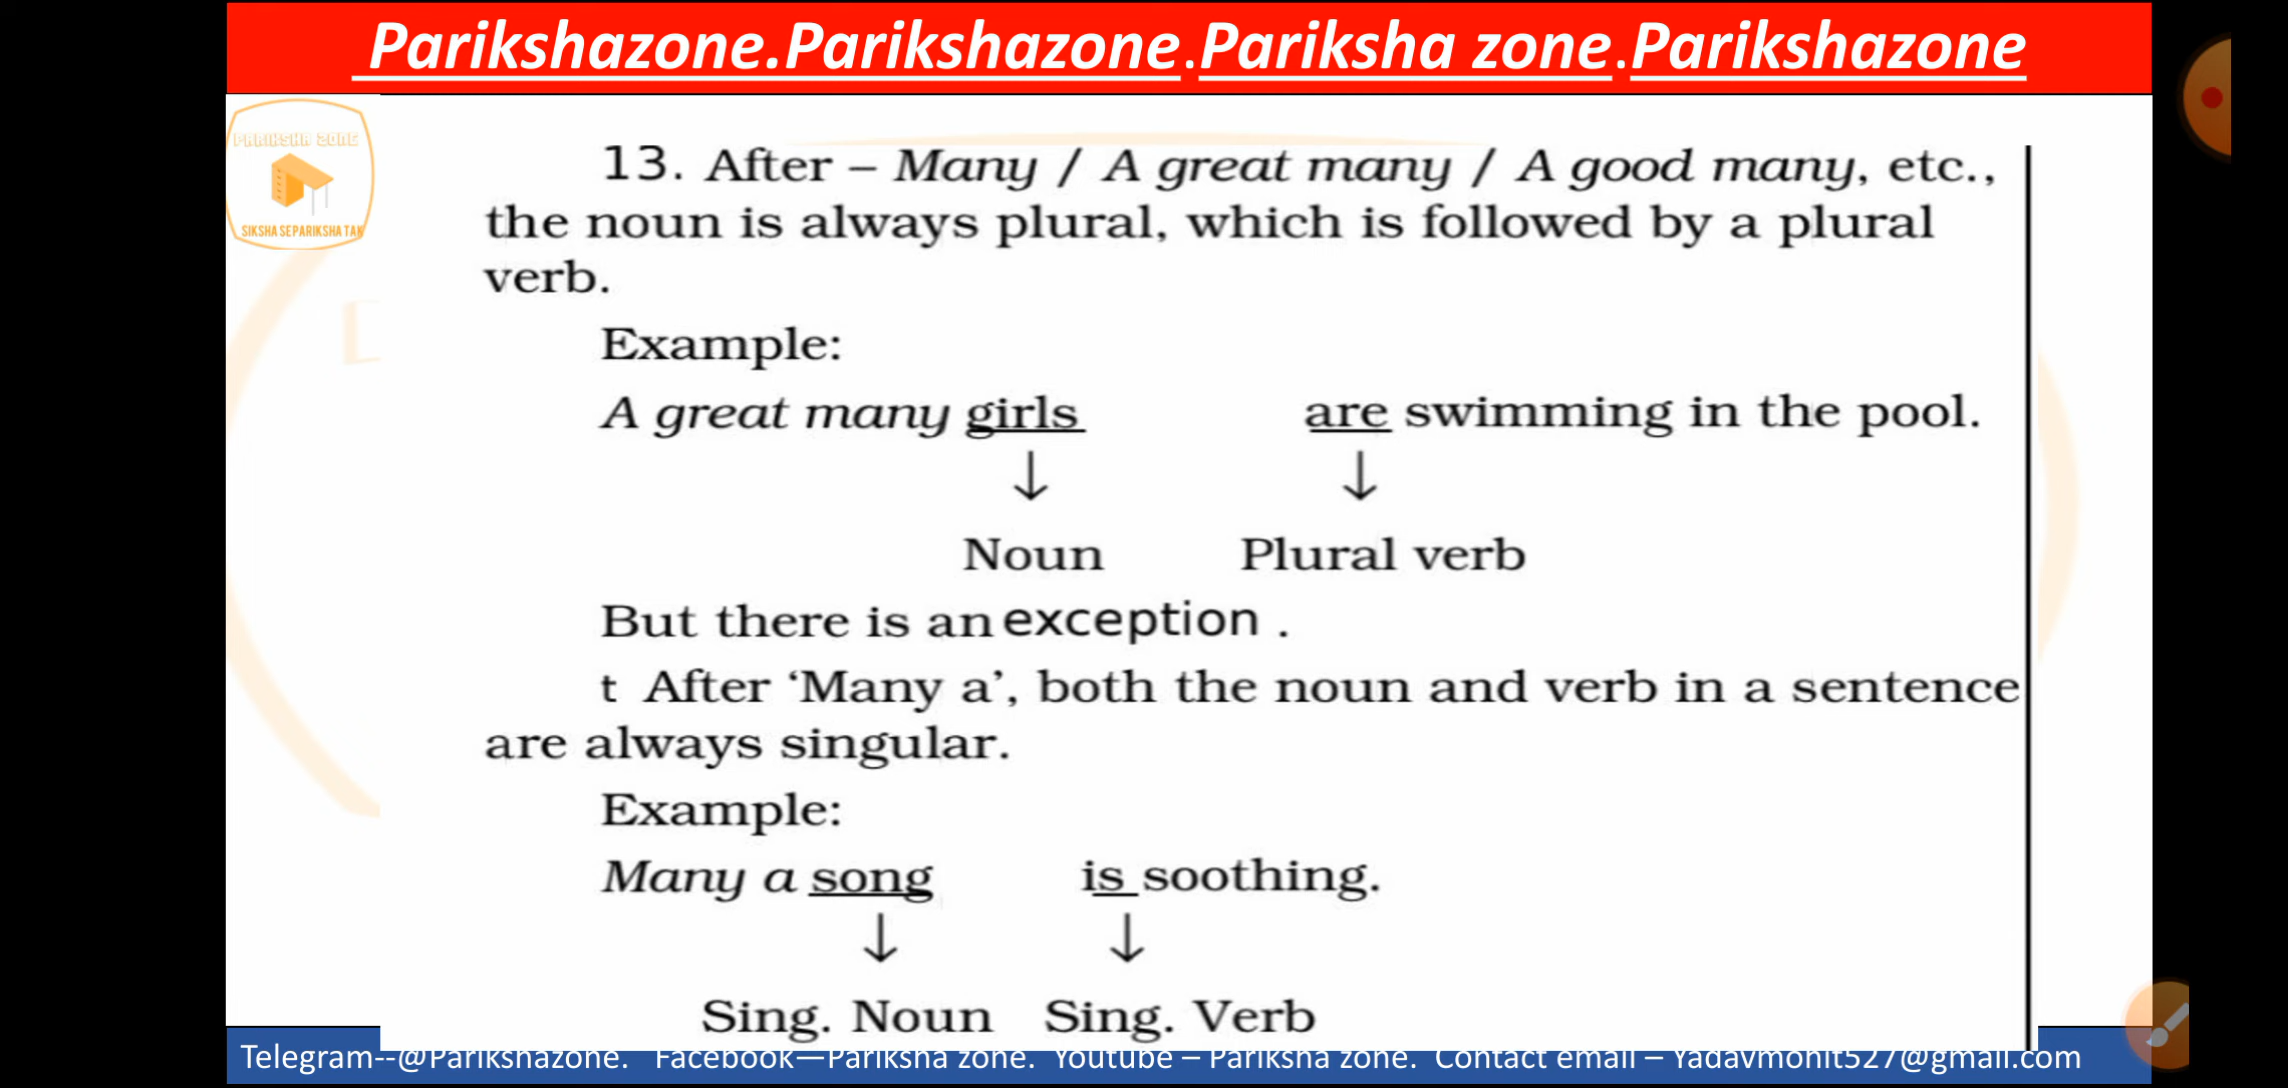 Parikshazone.Parikshazone.Pariksha zone.Parikshazone
PARIKSHA ZONE
SIKSHA SE PARIKSHA TAK
13. After – Many / A great many / A good many, etc.,
the noun is always plural, which is followed by a plural
verb.
Example:
A great many girls are swimming in the pool.
↓ ↓
Noun Plural verb
But there is an exception .
t After ‘Many a’, both the noun and verb in a sentence
are always singular.
Example:
Many a song is soothing.
↓ ↓
Sing. Noun Sing. Verb
Telegram--@Parikshazone. Facebook—Pariksha zone. Youtube – Pariksha zone. Contact email – Yadavmohit527@gmail.com